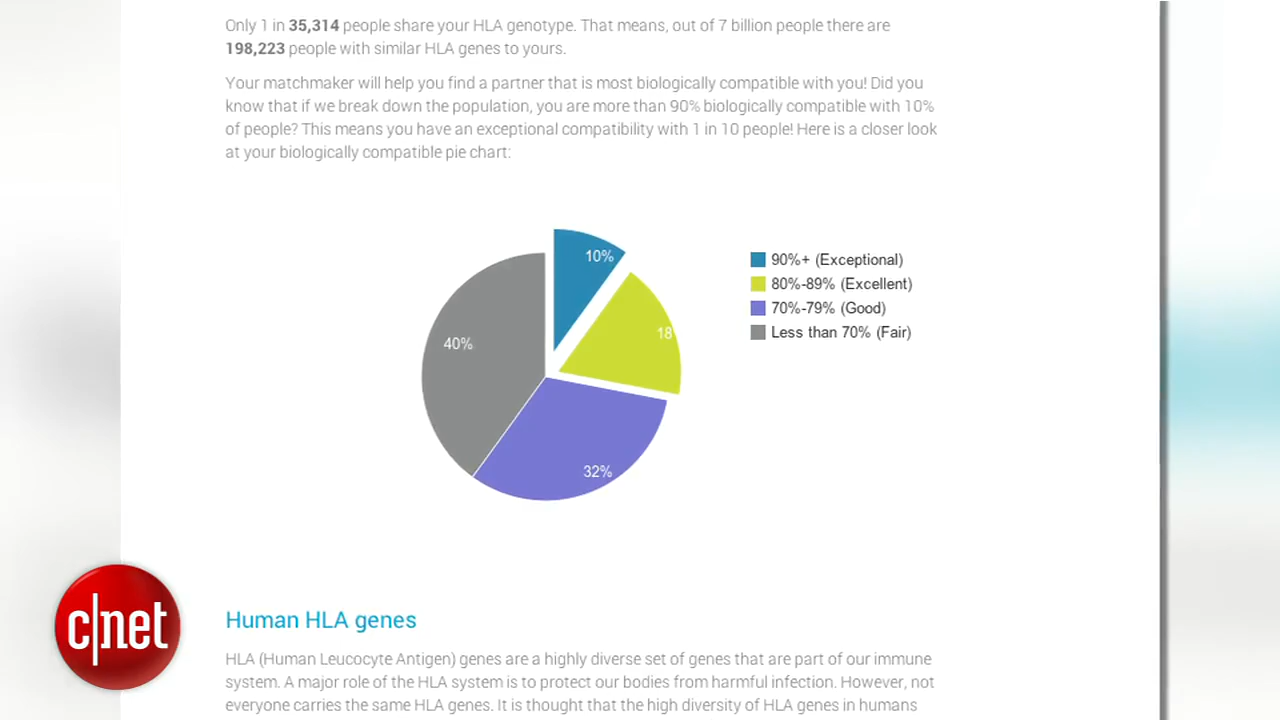 Only 1 in 35,314 people share your HLA genotype. That means, out of 7 billion people there are
198,223 people with similar HLA genes to yours.
Your matchmaker will help you find a partner that is most biologically compatible with you! Did you
know that if we break down the population, you are more than 90% biologically compatible with 10%
of people? This means you have an exceptional compatibility with 1 in 10 people! Here is a closer look
at your biologically compatible pie chart:
10%
90%+ (Exceptional)
80%-89% (Excellent)
70%-79% (Good)
Less than 70% (Fair)
18
40%
32%
Human HLA genes
HLA (Human Leucocyte Antigen) genes are a highly diverse set of genes that are part of our immune
system. A major role of the HLA system is to protect our bodies from harmful infection. However, not
everyone carries the same HLA genes. It is thought that the high diversity of HLA genes in humans
c|net